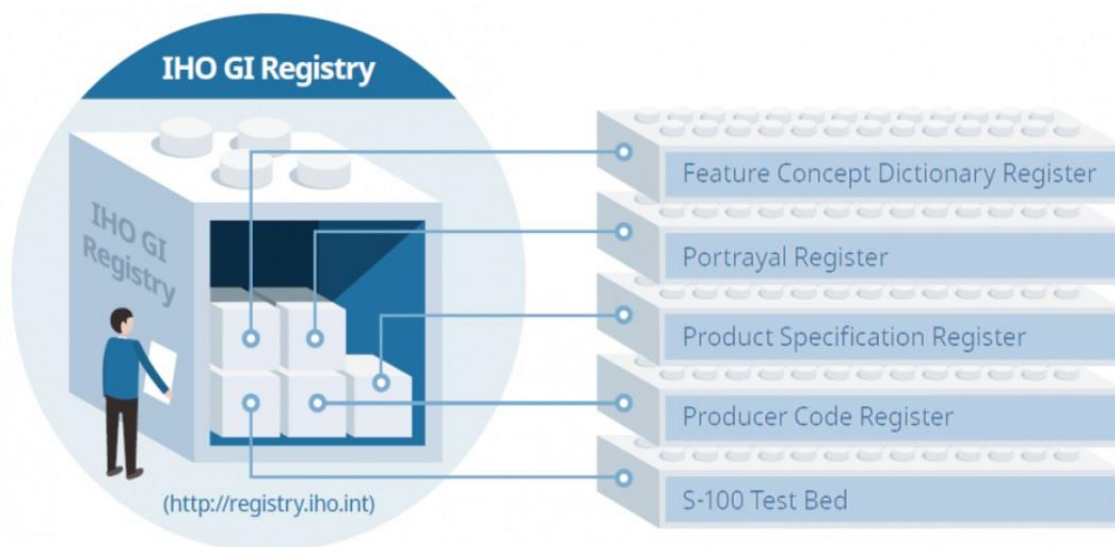 IHO GI Registry
IHO GI
Registry
(http://registry.iho.int)
Feature Concept Dictionary Register
Portrayal Register
Product Specification Register
Producer Code Register
S-100 Test Bed